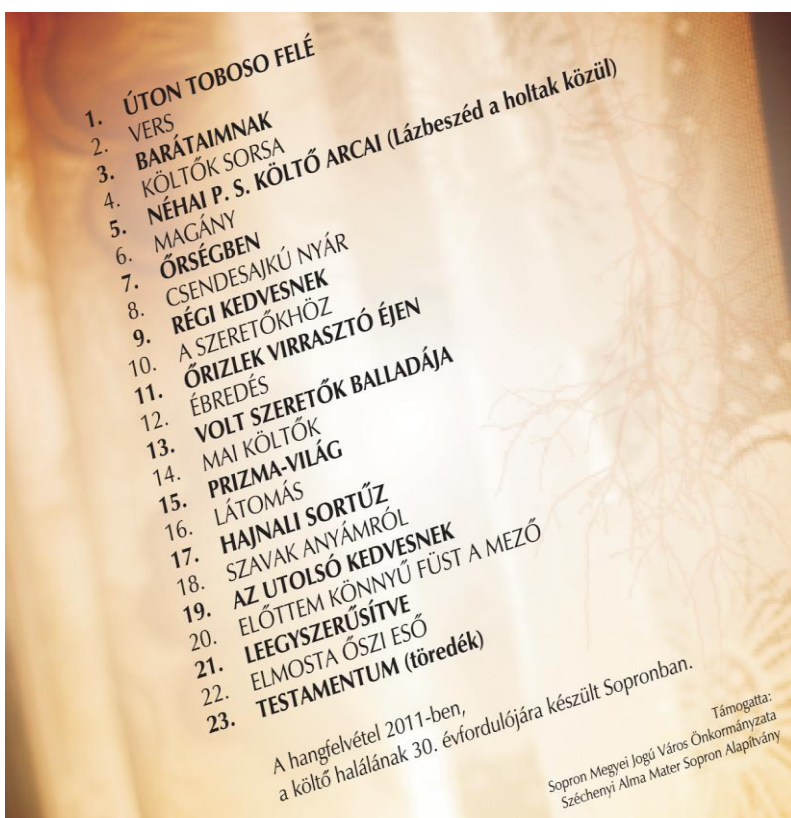 1. ÚTON TOBOSO FELÉ
2. VERS
3. BARÁTAIMNAK
4. KÖLTŐK SORSA
5. NÉHAI P. S. KÖLTŐ ARCAI (Lázbeszéd a holtak közül)
6. MAGÁNY
7. ŐRSÉGBEN
8. CSENDESAJKÚ NYÁR
9. RÉGI KEDVESNEK
10. A SZERETŐKHÖZ
11. ŐRIZLEK VIRRASZTÓ ÉJEN
12. ÉBREDÉS
13. VOLT SZERETŐK BALLADÁJA
14. MAI KÖLTŐK
15. PRIZMA-VILÁG
16. LÁTOMÁS
17. HAJNALI SORTŰZ
18. SZAVAK ANYÁMRÓL
19. AZ UTOLSÓ KEDVESNEK
20. ELŐTTEM KÖNNYŰ FÜST A MEZŐ
21. LEEGYSZERŰSÍTVE
22. ELMOSTA ŐSZI ESŐ
23. TESTAMENTUM (töredék)
A hangfelvétel 2011-ben,
a költő halálának 30. évfordulójára készült Sopronban.
Támogatta:
Sopron Megyei Jogú Város Önkormányzata
Széchenyi Alma Mater Sopron Alapítvány